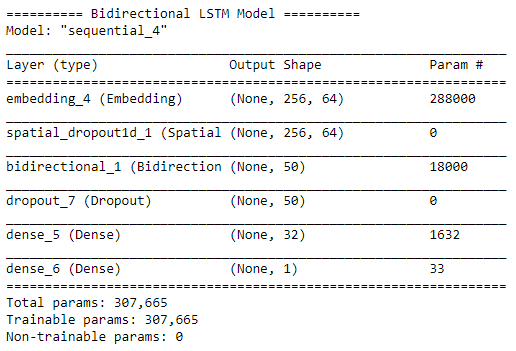 ========== Bidirectional LSTM Model ==========
Model: "sequential_4"
_________________________________________________________________
Layer (type)                 Output Shape              Param #
=================================================================
embedding_4 (Embedding)      (None, 256, 64)           288000
_________________________________________________________________
spatial_dropout1d_1 (Spatial (None, 256, 64)           0
_________________________________________________________________
bidirectional_1 (Bidirection (None, 50)                18000
_________________________________________________________________
dropout_7 (Dropout)          (None, 50)                0
_________________________________________________________________
dense_5 (Dense)              (None, 32)                1632
_________________________________________________________________
dense_6 (Dense)              (None, 1)                 33
=================================================================
Total params: 307,665
Trainable params: 307,665
Non-trainable params: 0